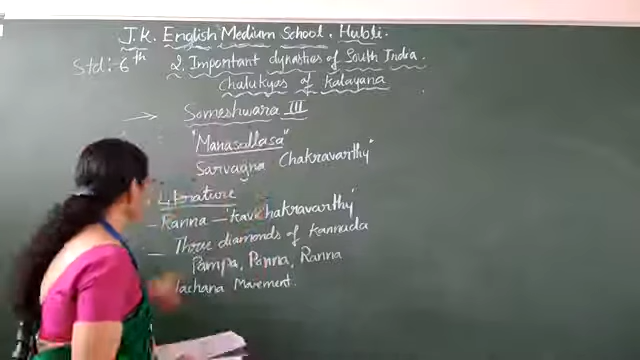 J.K. English Medium School, Hubli.
Std:- 6th 2. Important dynasties of South India.
Chalukyas of Kalayana
→ Someshwara III
"Manasollasa"
Sarvagna Chakravarthy"
Literature
- Ranna - 'Kavichakravarthy'
- Three diamonds of Kannada
Pampa, Ponna, Ranna
Vachana Movement.